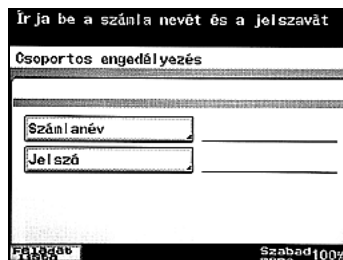 Írja be a számla nevét és a jelszavát
Csoportos engedélyezés
Számlanév
Jelszó
Szabad 100%